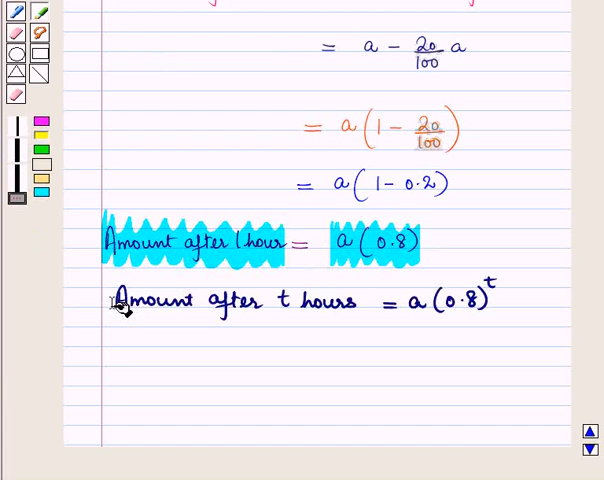 = a - 20/100 a
= a (1 - 20/100)
= a (1 - 0.2)
Amount after 1 hour = a (0.8)
Amount after t hours = a (0.8)^t